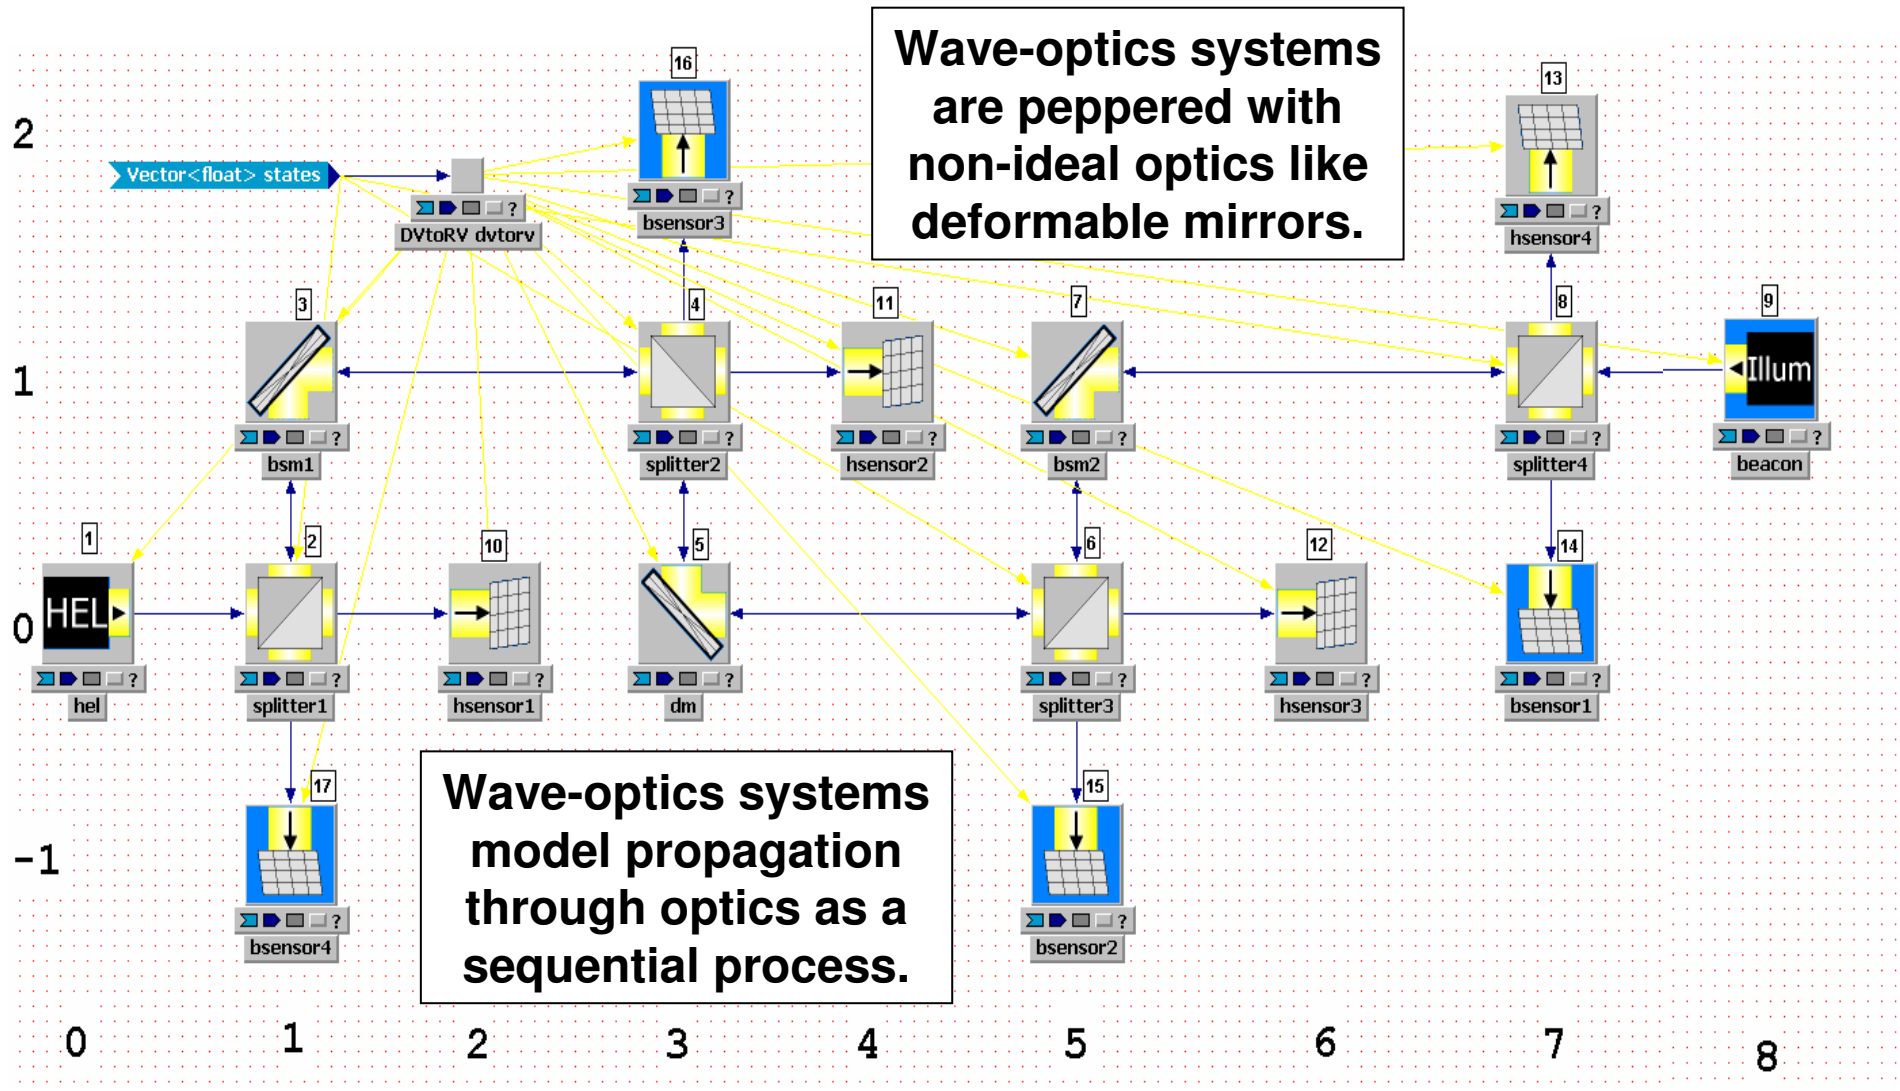 Wave-optics systems
are peppered with
non-ideal optics like
deformable mirrors.
16
13
2
Vector<float> states
?
?
?
DVtoRV dvtorv
bsensor3
hsensor4
3
4
11
7
8
9
1
Illum
?
?
?
?
?
?
bsm1
splitter2
hsensor2
bsm2
splitter4
beacon
1
2
10
5
6
12
14
0
HEL
?
?
?
?
?
?
?
hel
splitter1
hsensor1
dm
splitter3
hsensor3
bsensor1
17
15
Wave-optics systems
model propagation
through optics as a
sequential process.
-1
?
?
bsensor4
bsensor2
0
1
2
3
4
5
6
7
8